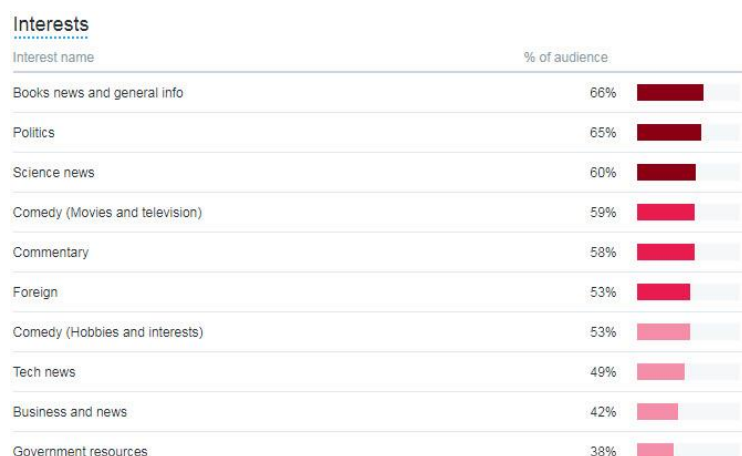 Interests
Interest name % of audience
Books news and general info 66%
Politics 65%
Science news 60%
Comedy (Movies and television) 59%
Commentary 58%
Foreign 53%
Comedy (Hobbies and interests) 53%
Tech news 49%
Business and news 42%
Government resources 38%